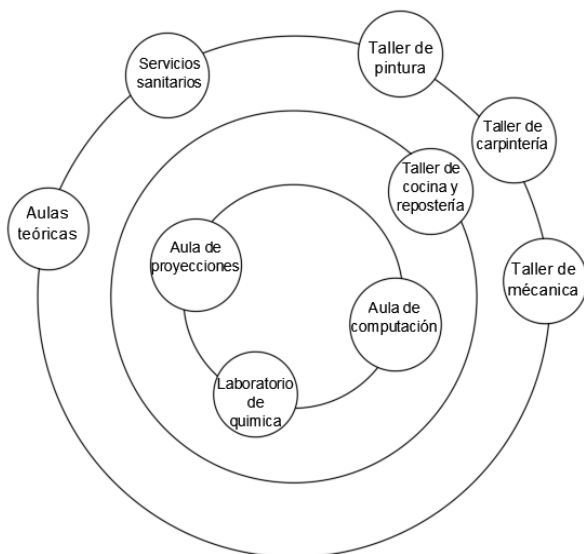 Servicios
sanitarios
Taller de
pintura
Taller de
carpintería
Taller de
cocina y
repostería
Aulas
teóricas
Aula de
proyecciones
Taller de
mécanica
Aula de
computación
Laboratorio
de
quimica